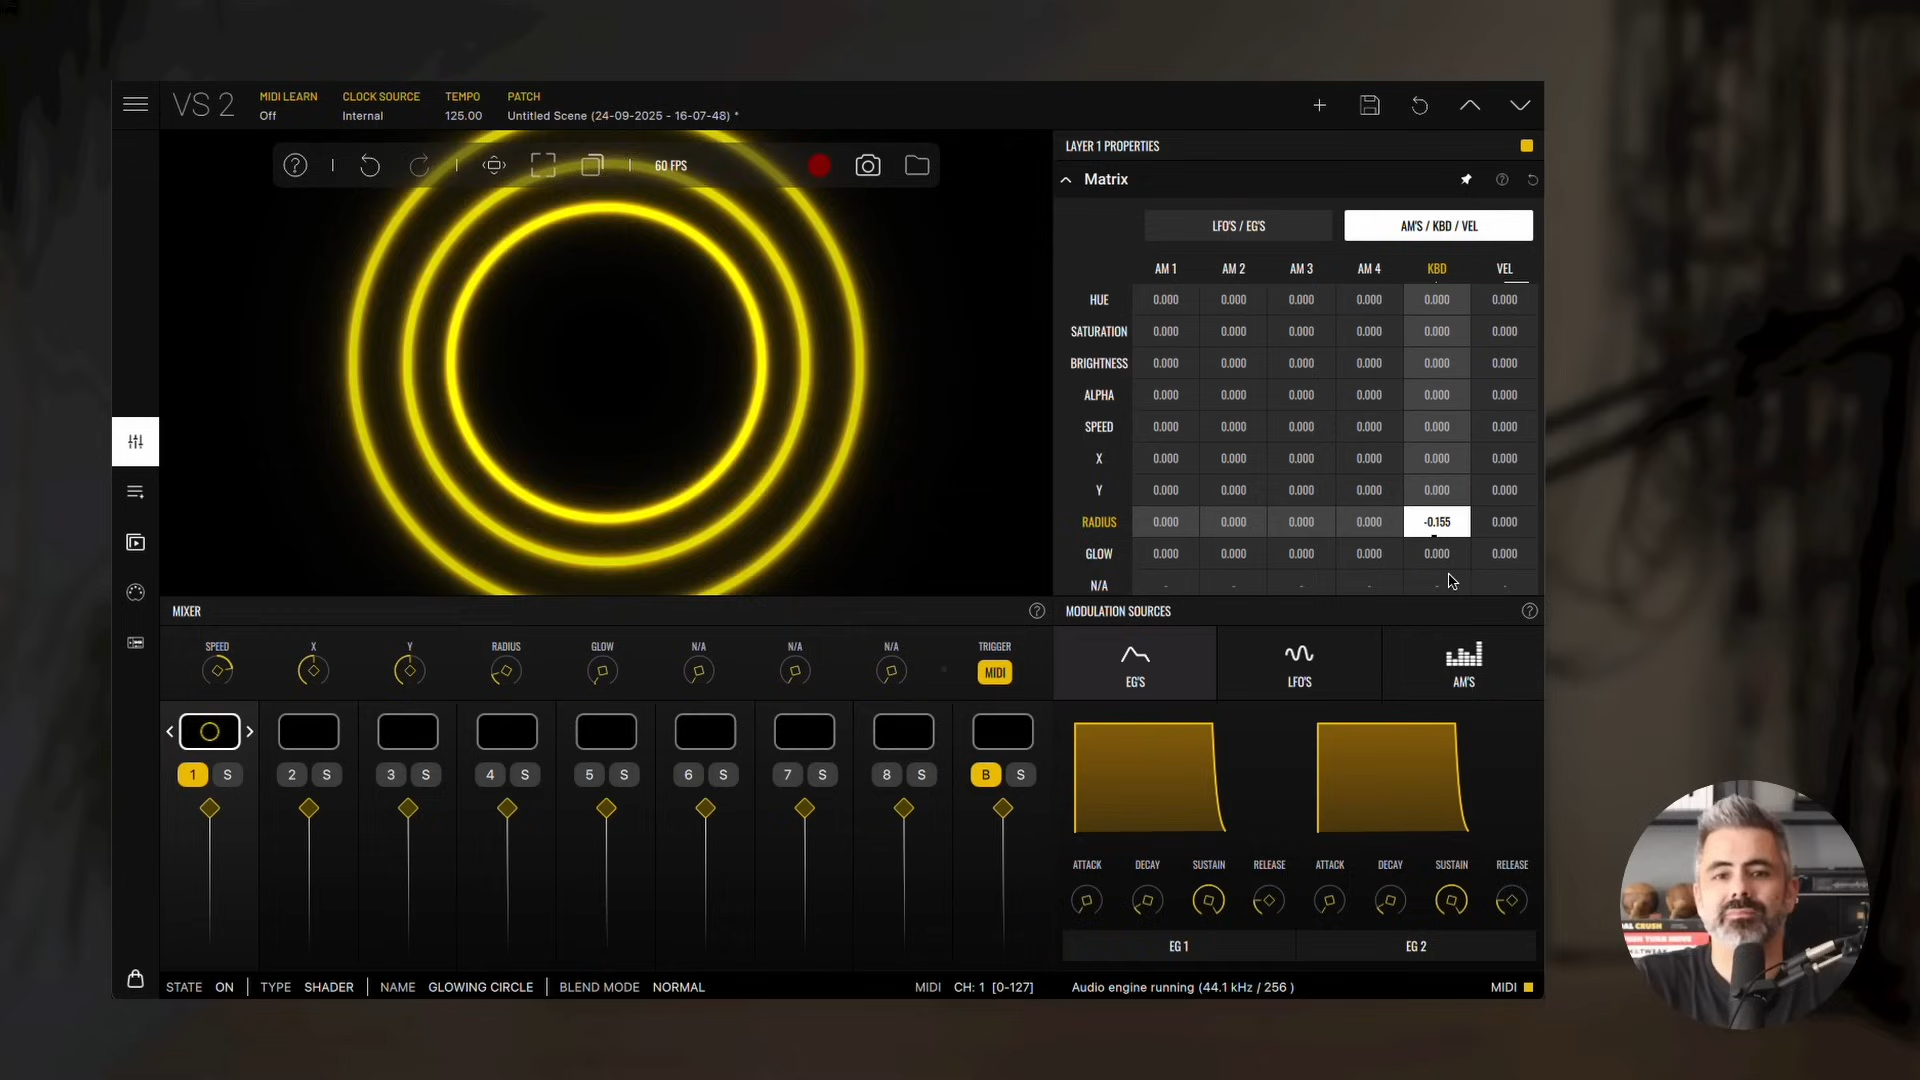 VS 2
MIDI LEARN
Off
CLOCK SOURCE
Internal
TEMPO
125.00
PATCH
Untitled Scene (24-09-2025 - 16-07-48) *
60 FPS
LAYER 1 PROPERTIES
Matrix
LFO'S / EG'S
AM'S / KBD / VEL
AM 1 AM 2 AM 3 AM 4 KBD VEL
HUE 0.000 0.000 0.000 0.000 0.000 0.000
SATURATION 0.000 0.000 0.000 0.000 0.000 0.000
BRIGHTNESS 0.000 0.000 0.000 0.000 0.000 0.000
ALPHA 0.000 0.000 0.000 0.000 0.000 0.000
SPEED 0.000 0.000 0.000 0.000 0.000 0.000
X 0.000 0.000 0.000 0.000 0.000 0.000
Y 0.000 0.000 0.000 0.000 0.000 0.000
RADIUS 0.000 0.000 0.000 0.000 -0.155 0.000
GLOW 0.000 0.000 0.000 0.000 0.000 0.000
N/A - - - - - -
MIXER
SPEED X Y RADIUS GLOW N/A N/A N/A TRIGGER
MIDI
1 S 2 S 3 S 4 S 5 S 6 S 7 S 8 S B S
MODULATION SOURCES
EG'S LFO'S AM'S
ATTACK DECAY SUSTAIN RELEASE ATTACK DECAY SUSTAIN RELEASE
EG 1 EG 2
STATE ON TYPE SHADER NAME GLOWING CIRCLE BLEND MODE NORMAL MIDI CH: 1 [0-127]
Audio engine running (44.1 kHz / 256 ) MIDI